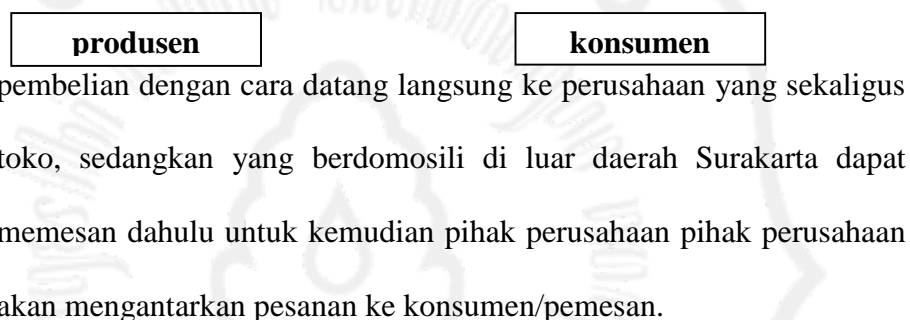 produsen konsumen
pembelian dengan cara datang langsung ke perusahaan yang sekaligus
toko, sedangkan yang berdomosili di luar daerah Surakarta dapat
memesan dahulu untuk kemudian pihak perusahaan pihak perusahaan
akan mengantarkan pesanan ke konsumen/pemesan.